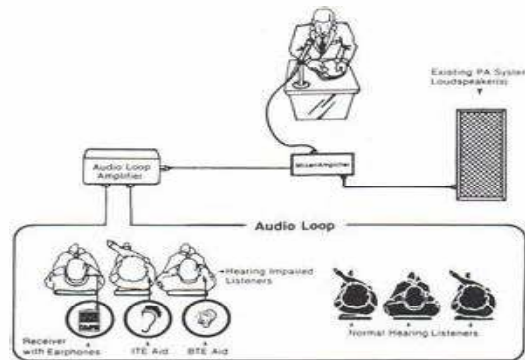 Existing PA System
Loudspeaker(s)
Mixer/Amplifier
Audio Loop
Amplifier
Audio Loop
Hearing Impaired
Listeners
Receiver
with Earphones
ITE Aid
BTE Aid
Normal Hearing Listeners